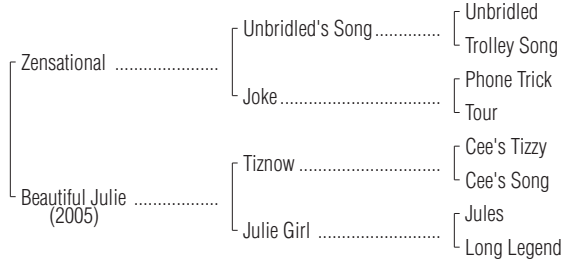 Unbridled
Unbridled's Song..............
Trolley Song
Zensational ......................
Phone Trick
Joke..................................
Tour
Cee's Tizzy
Tiznow ..............................
Cee's Song
Beautiful Julie ..................
(2005)
Jules
Julie Girl ..........................
Long Legend